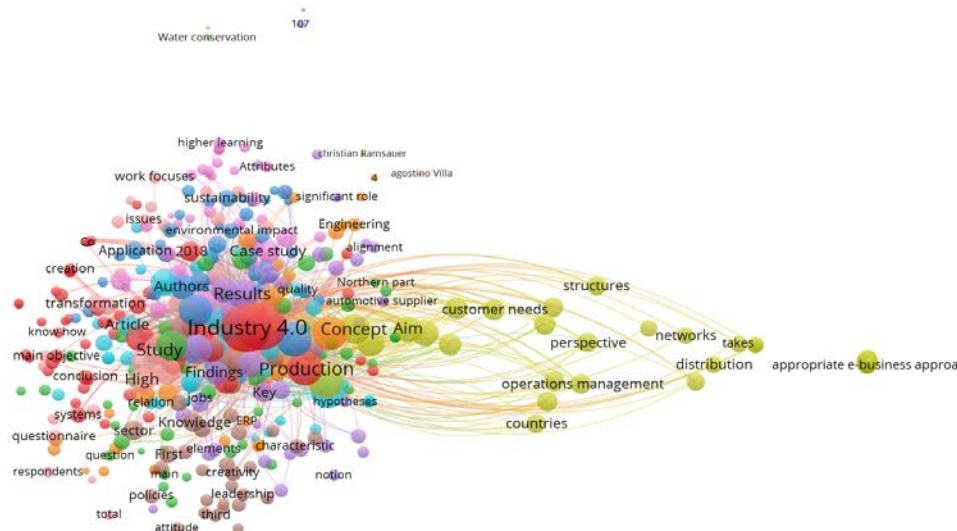 107
Water conservation
higher learning
christian Ramsauer
Attributes
work focuses
4
agostino Villa
sustainability
significant role
issues
Engineering
environmental impact
co
Application 2018
Case study
alignment
creation
Northern part
Authors
Results
quality
structures
transformation
automotive supplier
customer needs
know-how
Article
Industry 4.0
Concept
Aim
networks
main objective
Study
perspective
takes
conclusion
High
Findings
Production
distribution
appropriate e-business approa
operations management
systems
relation
jobs
Key
hypotheses
questionnaire
sector
Knowledge
ERP
countries
question
First
elements
characteristic
respondents
main
creativity
notion
policies
leadership
total
third
attitude